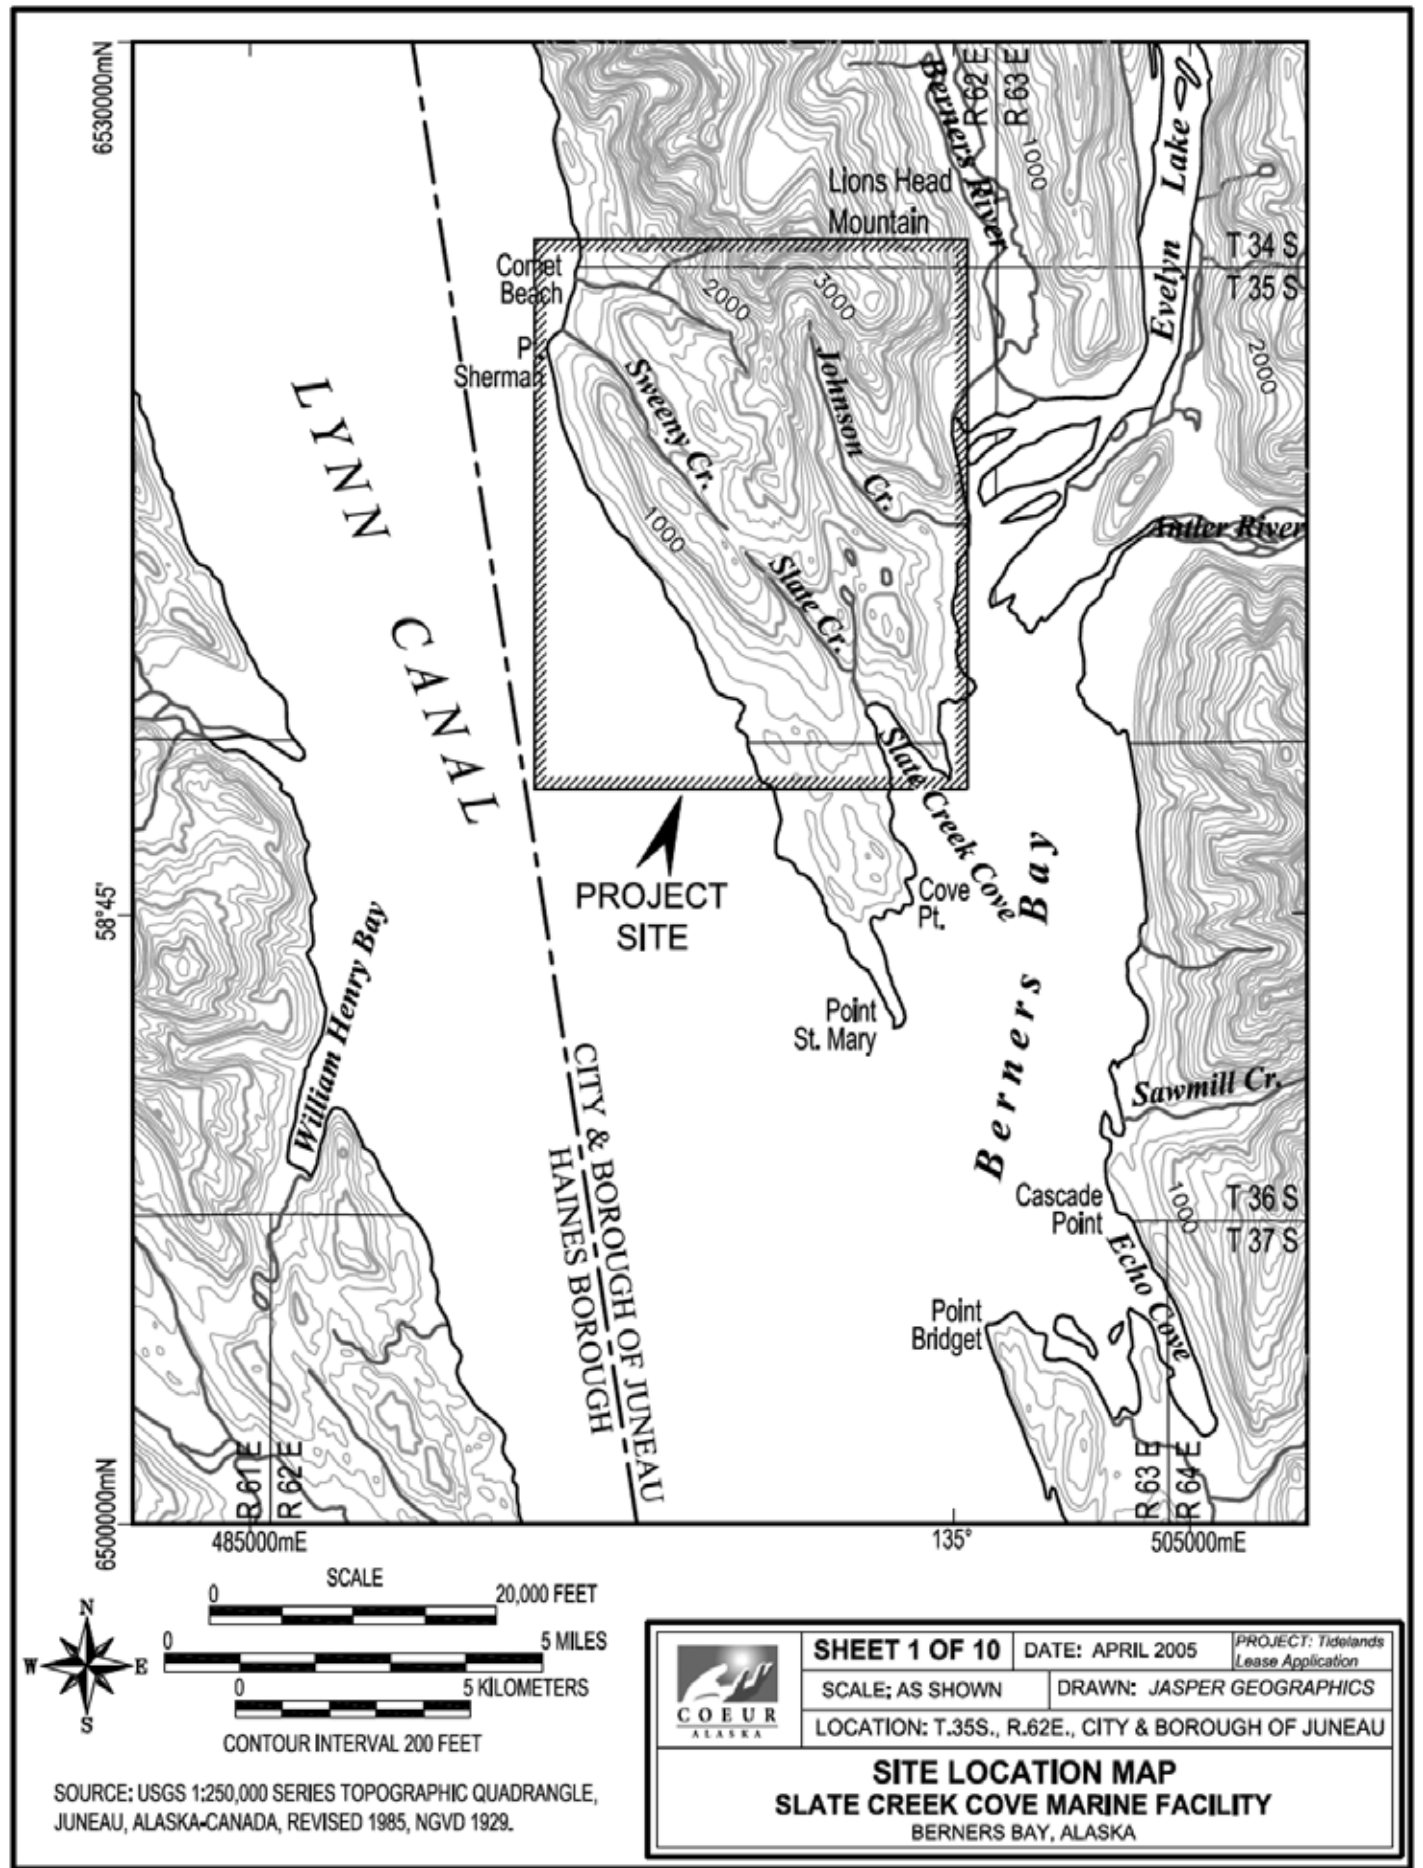 6530000mN
Berners River
R 62 E
R 63 E
1000
Evelyn Lake
Lions Head
Mountain
T 34 S
T 35 S
Comet
Beach
2000
3000
2000
Pt.
Sherman
Sweeny Cr.
Johnson Cr.
LYNN CANAL
1000
Antler River
Slate Cr.
Slate Creek Cove
PROJECT
SITE
Cove
Pt.
58°45'
Berners Bay
William Henry Bay
Point
St. Mary
Sawmill Cr.
CITY & BOROUGH OF JUNEAU
HAINES BOROUGH
Cascade
Point
1000
T 36 S
T 37 S
Echo Cove
Point
Bridget
R 61 E
R 62 E
R 63 E
R 64 E
6500000mN
485000mE
135°
505000mE
SCALE
0 20,000 FEET
0 5 MILES
0 5 KILOMETERS
N
W E
S
CONTOUR INTERVAL 200 FEET
SOURCE: USGS 1:250,000 SERIES TOPOGRAPHIC QUADRANGLE,
JUNEAU, ALASKA-CANADA, REVISED 1985, NGVD 1929.
COEUR
ALASKA
SHEET 1 OF 10
DATE: APRIL 2005
PROJECT: Tidelands
Lease Application
SCALE: AS SHOWN
DRAWN: JASPER GEOGRAPHICS
LOCATION: T.35S., R.62E., CITY & BOROUGH OF JUNEAU
SITE LOCATION MAP
SLATE CREEK COVE MARINE FACILITY
BERNERS BAY, ALASKA